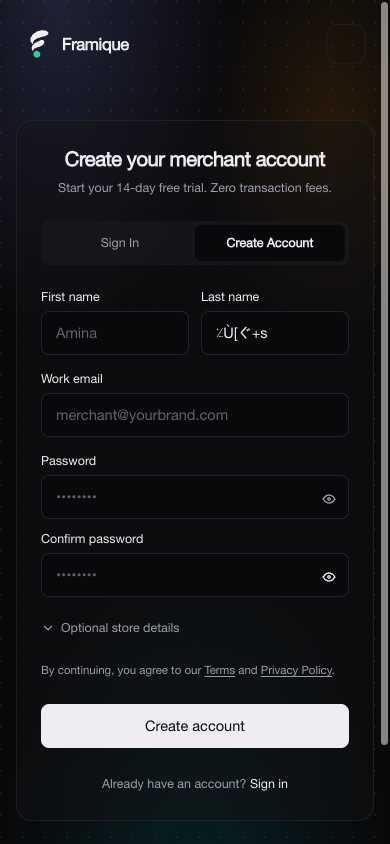 Framique
Create your merchant account
Start your 14-day free trial. Zero transaction fees.
Sign In
Create Account
First name
Last name
Amina
Work email
merchant@yourbrand.com
Password
••••••••
Confirm password
••••••••
Optional store details
By continuing, you agree to our Terms and Privacy Policy.
Create account
Already have an account? Sign in